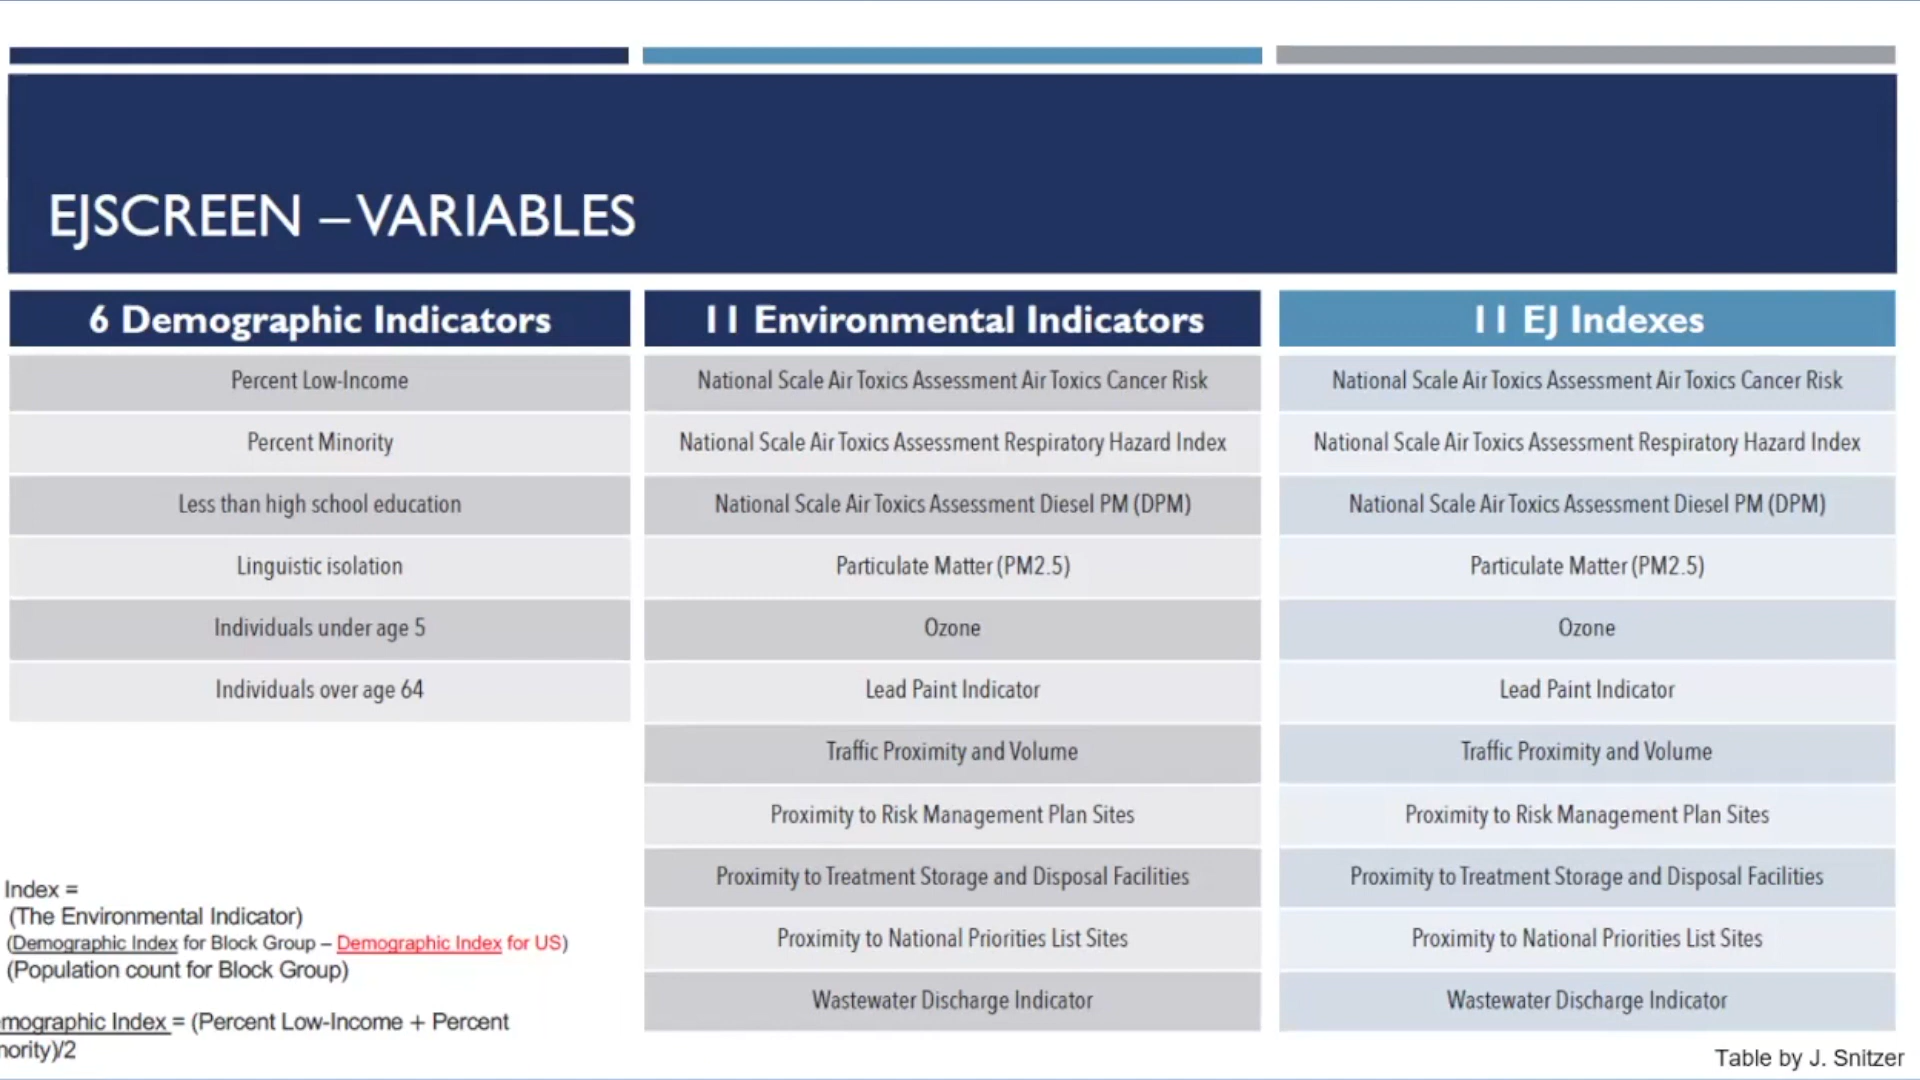 EJSCREEN – VARIABLES
6 Demographic Indicators
Percent Low-Income
Percent Minority
Less than high school education
Linguistic isolation
Individuals under age 5
Individuals over age 64
11 Environmental Indicators
National Scale Air Toxics Assessment Air Toxics Cancer Risk
National Scale Air Toxics Assessment Respiratory Hazard Index
National Scale Air Toxics Assessment Diesel PM (DPM)
Particulate Matter (PM2.5)
Ozone
Lead Paint Indicator
Traffic Proximity and Volume
Proximity to Risk Management Plan Sites
Proximity to Treatment Storage and Disposal Facilities
Proximity to National Priorities List Sites
Wastewater Discharge Indicator
11 EJ Indexes
National Scale Air Toxics Assessment Air Toxics Cancer Risk
National Scale Air Toxics Assessment Respiratory Hazard Index
National Scale Air Toxics Assessment Diesel PM (DPM)
Particulate Matter (PM2.5)
Ozone
Lead Paint Indicator
Traffic Proximity and Volume
Proximity to Risk Management Plan Sites
Proximity to Treatment Storage and Disposal Facilities
Proximity to National Priorities List Sites
Wastewater Discharge Indicator
Index =
(The Environmental Indicator)
(Demographic Index for Block Group – Demographic Index for US)
(Population count for Block Group)
mographic Index = (Percent Low-Income + Percent
nority)/2
Table by J. Snitzer